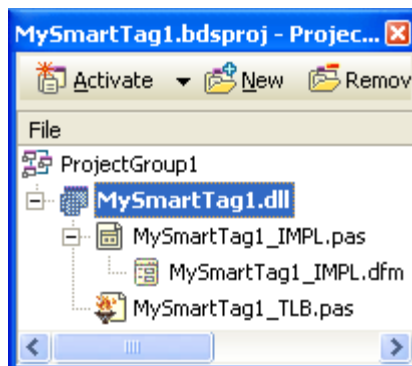 MySmartTag1.bdsproj - Projec...
Activate New Remov
File
ProjectGroup1
MySmartTag1.dll
MySmartTag1_IMPL.pas
MySmartTag1_IMPL.dfm
MySmartTag1_TLB.pas